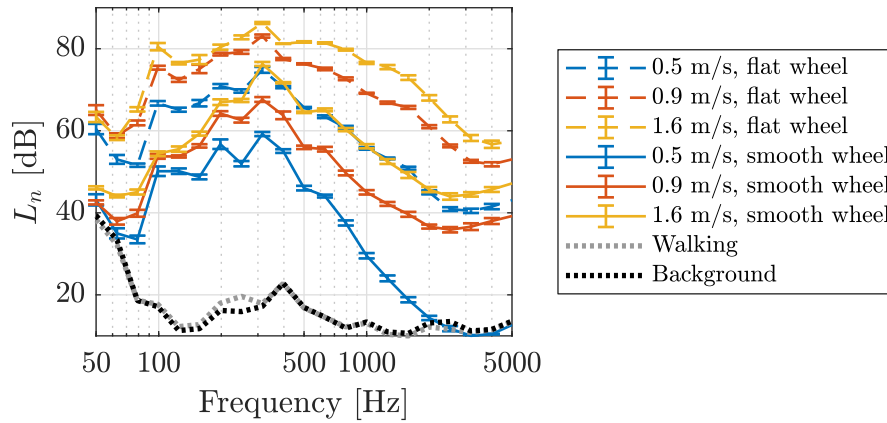 80
60
40
20
L_n [dB]
50
100
500
1000
5000
Frequency [Hz]
0.5 m/s, flat wheel
0.9 m/s, flat wheel
1.6 m/s, flat wheel
0.5 m/s, smooth wheel
0.9 m/s, smooth wheel
1.6 m/s, smooth wheel
Walking
Background